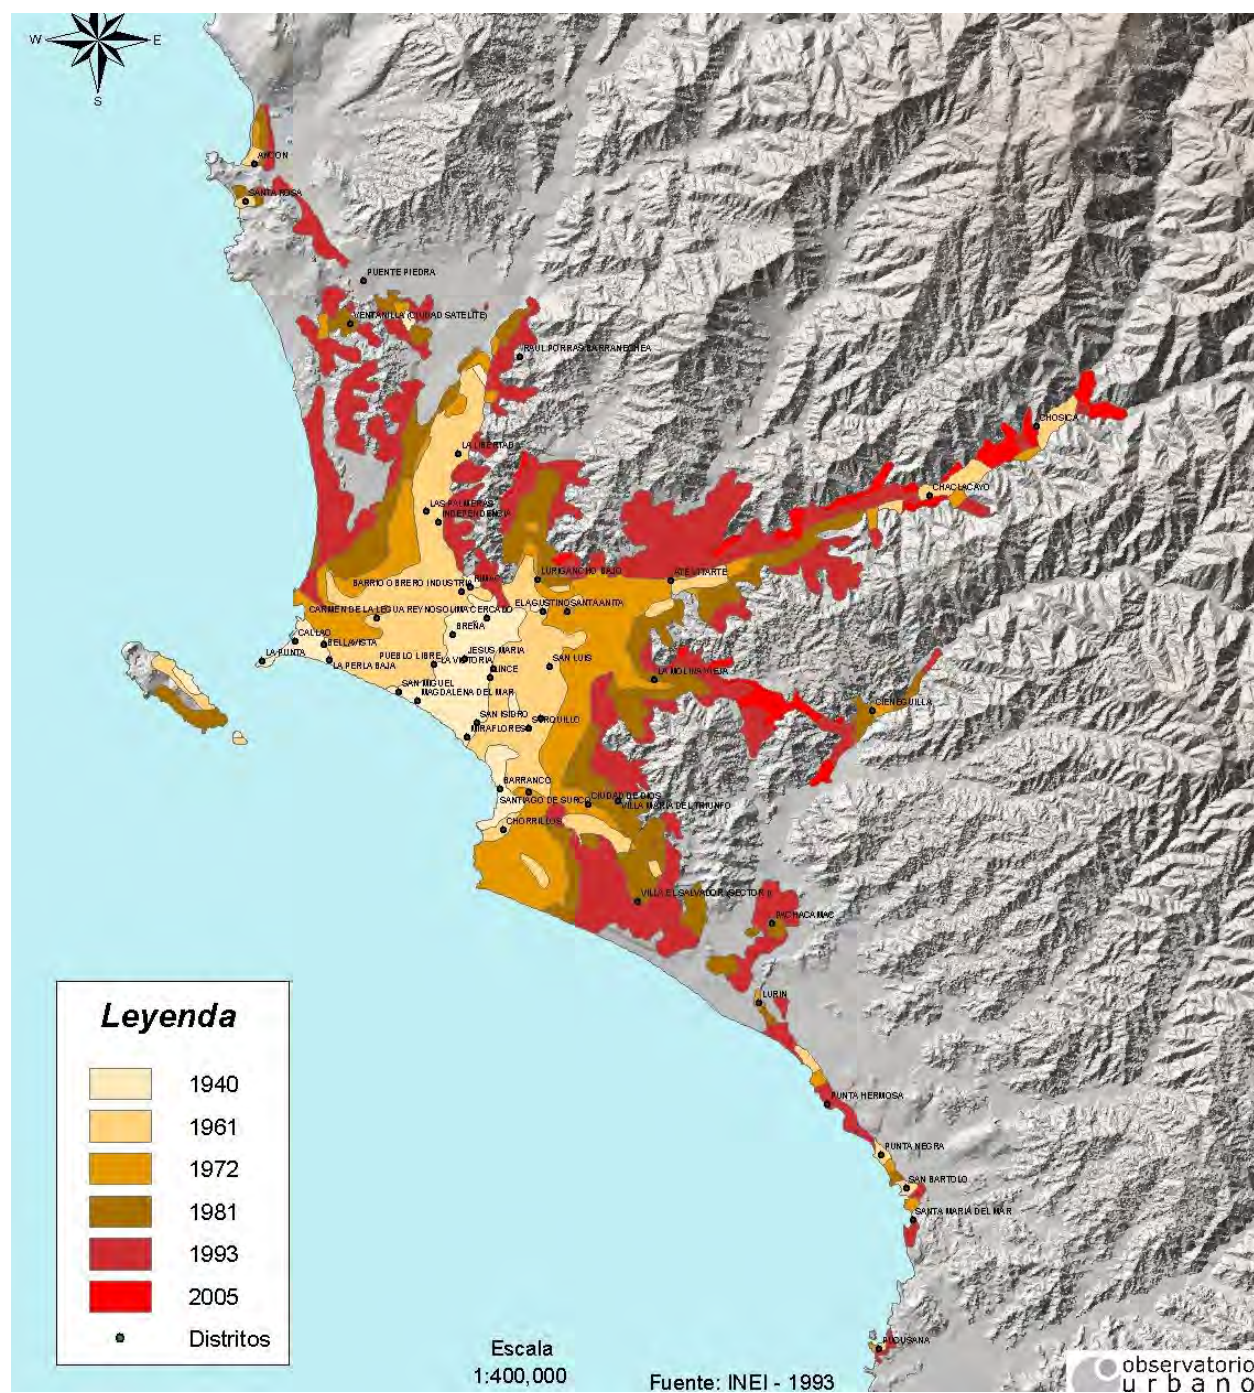 W
E
S
ANCON
SANTA ROSA
PUENTE PIEDRA
VENTANILLA (CIUDAD SATELITE)
RAUL PORRAS BARRANECHEA
CHOSICA
LA LIBERTAD
CHACLACAYO
LAS PALMERAS
INDEPENDENCIA
LURIGANCHO BAJO
ATE VITARTE
BARRIO OBRERO INDUSTRIA
RIMAC
EL AGUSTINO
SANTA ANITA
CARMEN DE LA LEGUA REYNOSO
LIMA CERCADO
BREÑA
CALLAO
BELLAVISTA
JESUS MARIA
PUEBLO LIBRE
LA VICTORIA
LA PUNTA
LA PERLA BAJA
SAN LUIS
LINCE
LA MOLINA VIEJA
SAN MIGUEL
MAGDALENA DEL MAR
CIENEGUILLA
SAN ISIDRO
SURQUILLO
MIRAFLORES
BARRANCO
SANTIAGO DE SURCO
CIUDAD DE DIOS
VILLA MARIA DEL TRIUNFO
CHORRILLOS
VILLA EL SALVADOR (SECTOR I)
PACHACAMAC
LURIN
PUNTA HERMOSA
PUNTA NEGRA
SAN BARTOLO
SANTA MARIA DEL MAR
PUCUSANA
Leyenda
1940
1961
1972
1981
1993
2005
Distritos
Escala
1:400,000
Fuente: INEI - 1993
observatorio
urbano